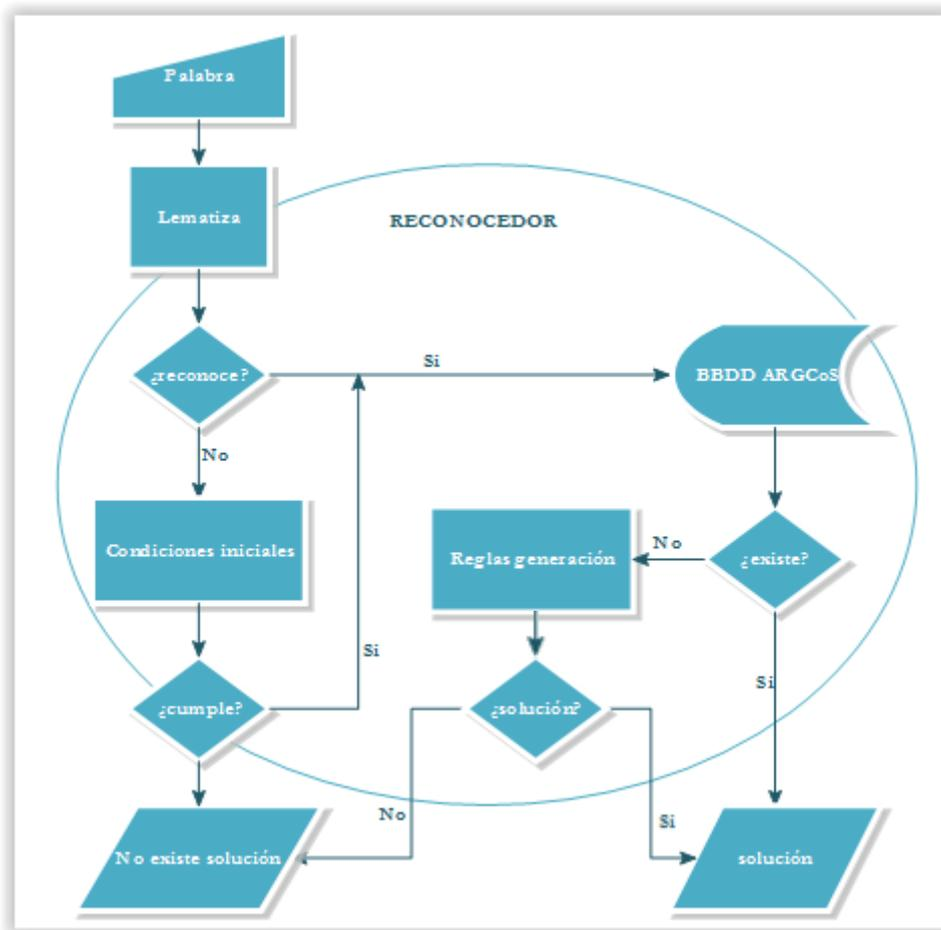 Palabra
Lematiza
RECONOCEDOR
¿reconoce?
Si
BBDD ARGCoS
No
Condiciones iniciales
Reglas generación
No
¿existe?
Si
¿cumple?
¿solución?
Si
No
Si
No existe solución
solución